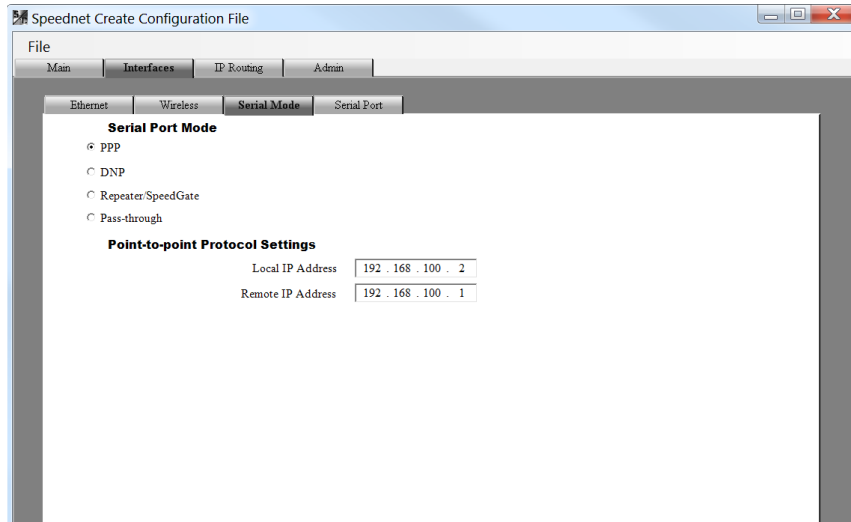 Speednet Create Configuration File
File
Main Interfaces IP Routing Admin
Ethernet Wireless Serial Mode Serial Port
Serial Port Mode
PPP
DNP
Repeater/SpeedGate
Pass-through
Point-to-point Protocol Settings
Local IP Address 192 . 168 . 100 . 2
Remote IP Address 192 . 168 . 100 . 1